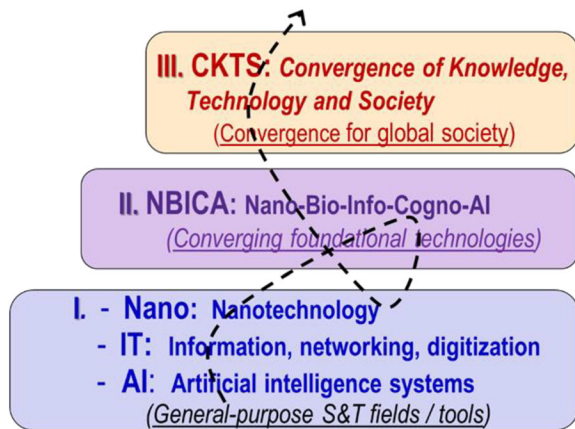 III. CKTS: Convergence of Knowledge,
Technology and Society
(Convergence for global society)
II. NBICA: Nano-Bio-Info-Cogno-AI
(Converging foundational technologies)
I. - Nano: Nanotechnology
- IT: Information, networking, digitization
- AI: Artificial intelligence systems
(General-purpose S&T fields / tools)